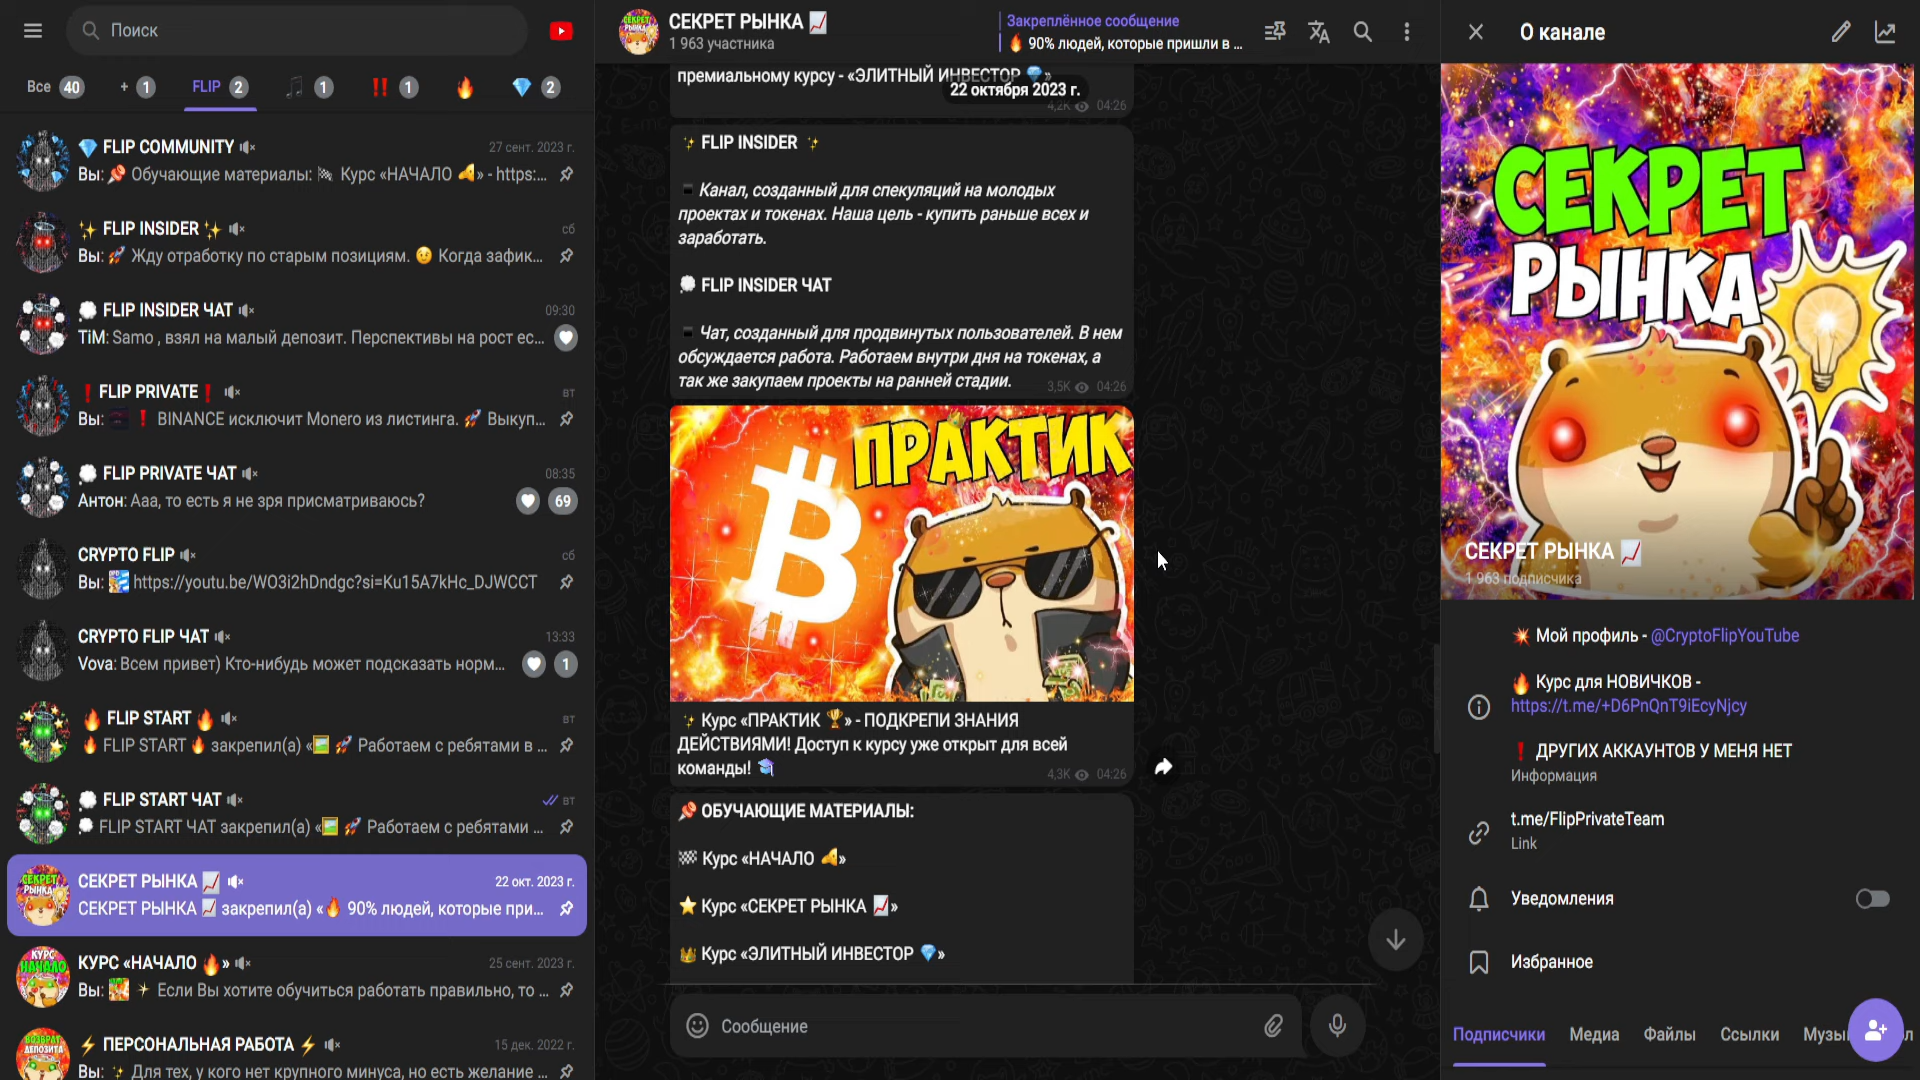 Поиск
Все 40
+ 1
FLIP 2
1
1
2
FLIP COMMUNITY
27 сент. 2023 г.
Вы: Обучающие материалы: Курс «НАЧАЛО » - https:...
FLIP INSIDER
сб
Вы: Жду отработку по старым позициям. Когда зафик...
FLIP INSIDER ЧАТ
09:30
TiM: Samo , взял на малый депозит. Перспективы на рост ес...
FLIP PRIVATE
вт
Вы: BINANCE исключит Monero из листинга. Выкуп...
FLIP PRIVATE ЧАТ
08:35
Антон: Ааа, то есть я не зря присматриваюсь?
69
CRYPTO FLIP
сб
Вы: https://youtu.be/WO3i2hDndgc?si=Ku15A7kHc_DJWCCT
CRYPTO FLIP ЧАТ
13:33
Vova: Всем привет) Кто-нибудь может подсказать норм...
1
FLIP START
вт
FLIP START закрепил(а) « Работаем с ребятами в ...
FLIP START ЧАТ
вт
FLIP START ЧАТ закрепил(а) « Работаем с ребятами ...
СЕКРЕТ РЫНКА
22 окт. 2023 г.
СЕКРЕТ РЫНКА закрепил(а) « 90% людей, которые при...
КУРС «НАЧАЛО »
25 сент. 2023 г.
Вы: Если Вы хотите обучиться работать правильно, то ...
ПЕРСОНАЛЬНАЯ РАБОТА
15 дек. 2022 г.
Вы: Для тех, у кого нет крупного минуса, но есть желание ...
СЕКРЕТ РЫНКА
1 963 участника
Закреплённое сообщение
90% людей, которые пришли в ...
премиальному курсу - «ЭЛИТНЫЙ ИНВЕСТОР »
22 октября 2023 г.
4,2K 04:26
FLIP INSIDER
Канал, созданный для спекуляций на молодых
проектах и токенах. Наша цель - купить раньше всех и
заработать.
FLIP INSIDER ЧАТ
Чат, созданный для продвинутых пользователей. В нем
обсуждается работа. Работаем внутри дня на токенах, а
так же закупаем проекты на ранней стадии.
3,5K 04:26
ПРАКТИК
Курс «ПРАКТИК » - ПОДКРЕПИ ЗНАНИЯ
ДЕЙСТВИЯМИ! Доступ к курсу уже открыт для всей
команды!
4,3K 04:26
ОБУЧАЮЩИЕ МАТЕРИАЛЫ:
Курс «НАЧАЛО »
Курс «СЕКРЕТ РЫНКА »
Курс «ЭЛИТНЫЙ ИНВЕСТОР »
Сообщение
О канале
СЕКРЕТ
РЫНКА
СЕКРЕТ РЫНКА
1 963 подписчика
Мой профиль - @CryptoFlipYouTube
Курс для НОВИЧКОВ -
https://t.me/+D6PnQnT9iEcyNjcy
ДРУГИХ АККАУНТОВ У МЕНЯ НЕТ
Информация
t.me/FlipPrivateTeam
Link
Уведомления
Избранное
Подписчики
Медиа
Файлы
Ссылки